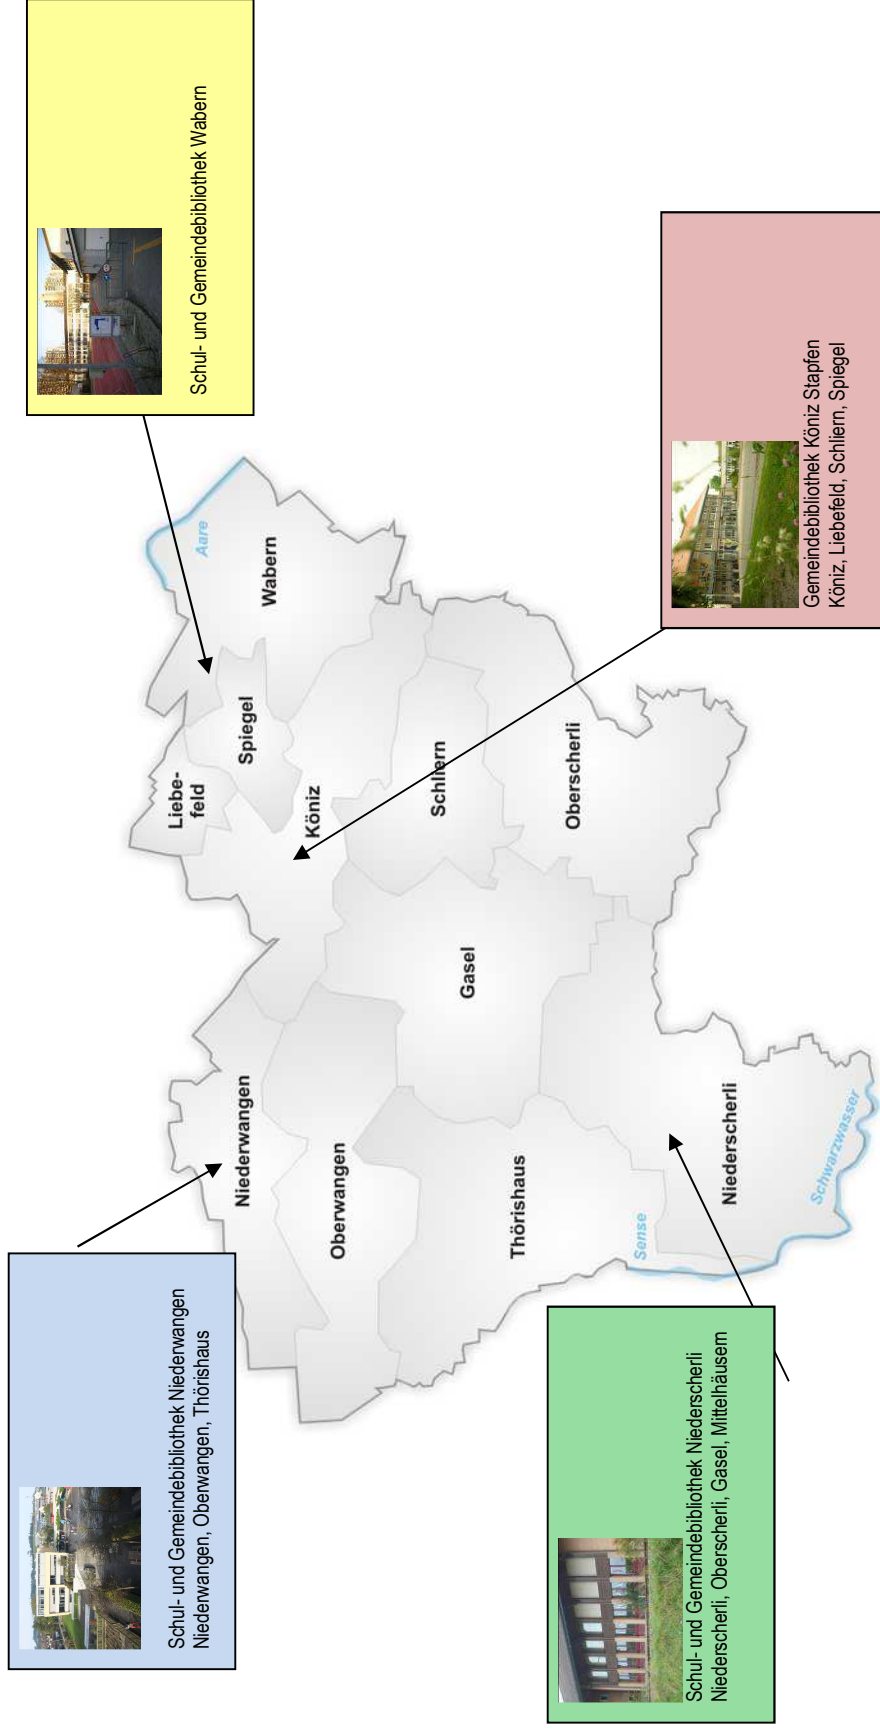 Schul- und Gemeindebibliothek Niederwangen
Niederwangen, Oberwangen, Thörishaus
Schul- und Gemeindebibliothek Wabern
Aare
Wabern
Liebe-
feld
Spiegel
Köniz
Niederwangen
Oberwangen
Schliern
Gasel
Oberscherli
Thörishaus
Sense
Niederscherli
Schwarzwasser
Schul- und Gemeindebibliothek Niederscherli
Niederscherli, Oberscherli, Gasel, Mittelhäusern
Gemeindebibliothek Köniz Stapfen
Köniz, Liebefeld, Schliern, Spiegel